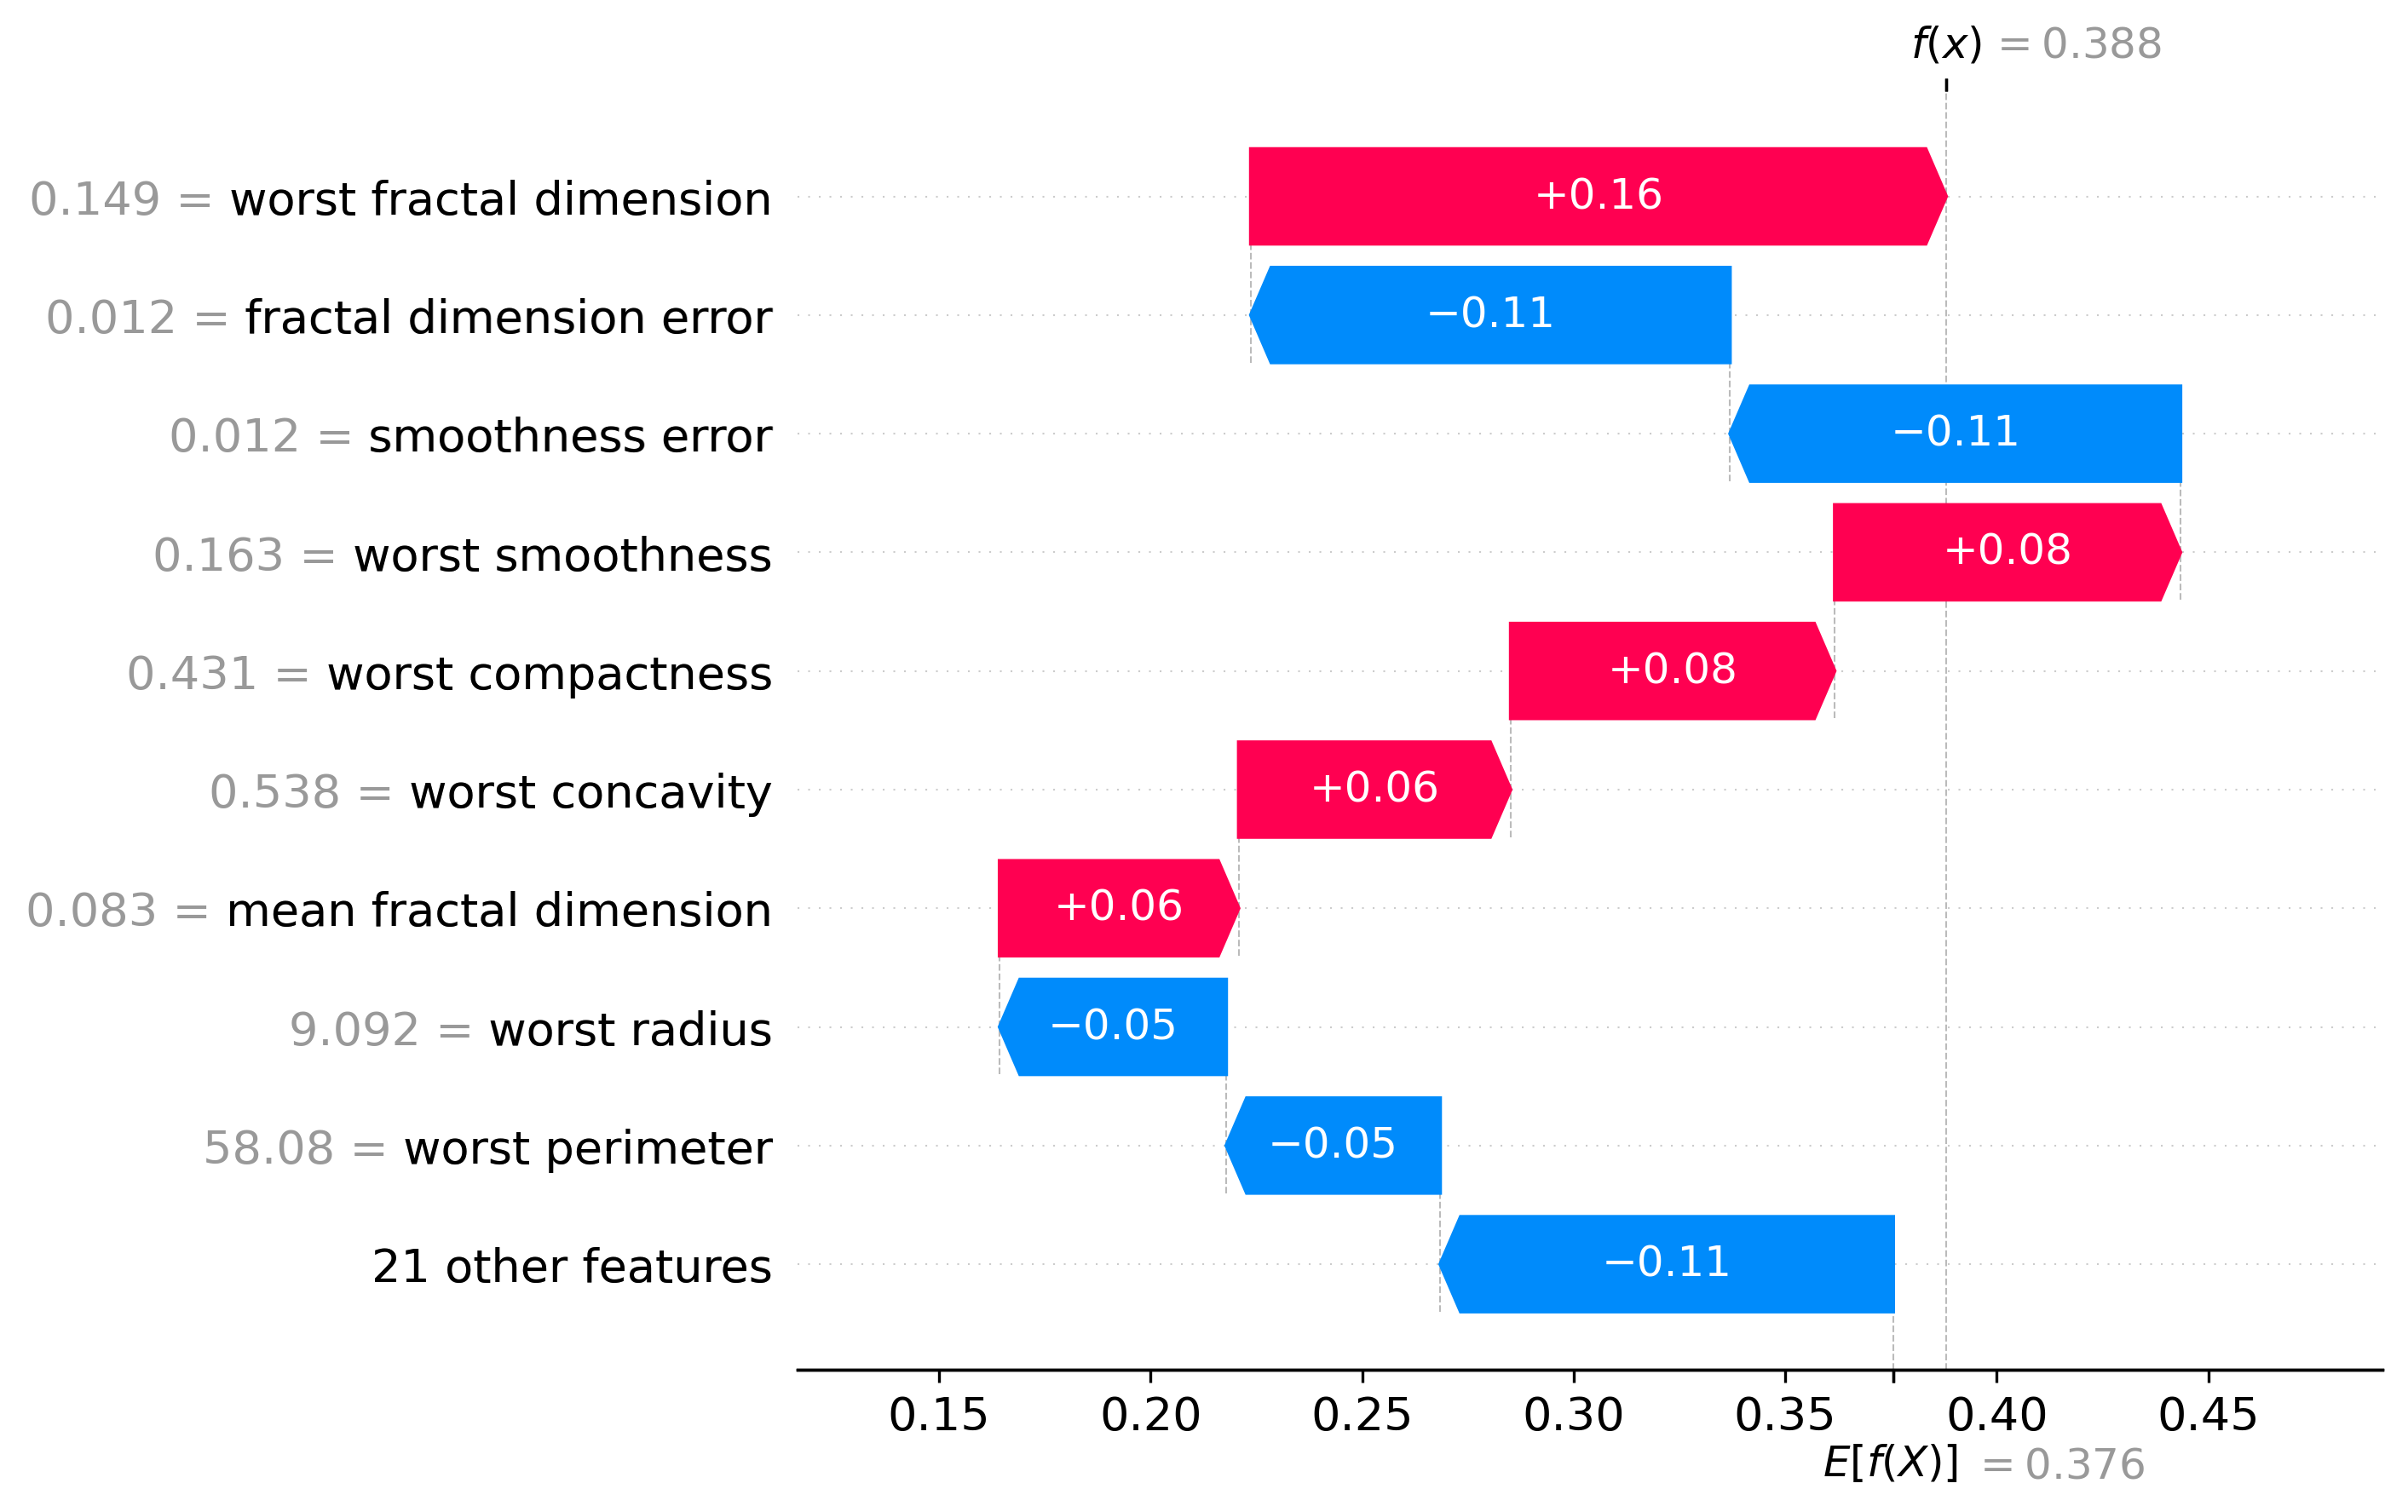 f(x) = 0.388
0.149 = worst fractal dimension
+0.16
0.012 = fractal dimension error
−0.11
0.012 = smoothness error
−0.11
0.163 = worst smoothness
+0.08
0.431 = worst compactness
+0.08
0.538 = worst concavity
+0.06
0.083 = mean fractal dimension
+0.06
9.092 = worst radius
−0.05
58.08 = worst perimeter
−0.05
21 other features
−0.11
0.15 0.20 0.25 0.30 0.35 0.40 0.45
E[f(X)] = 0.376